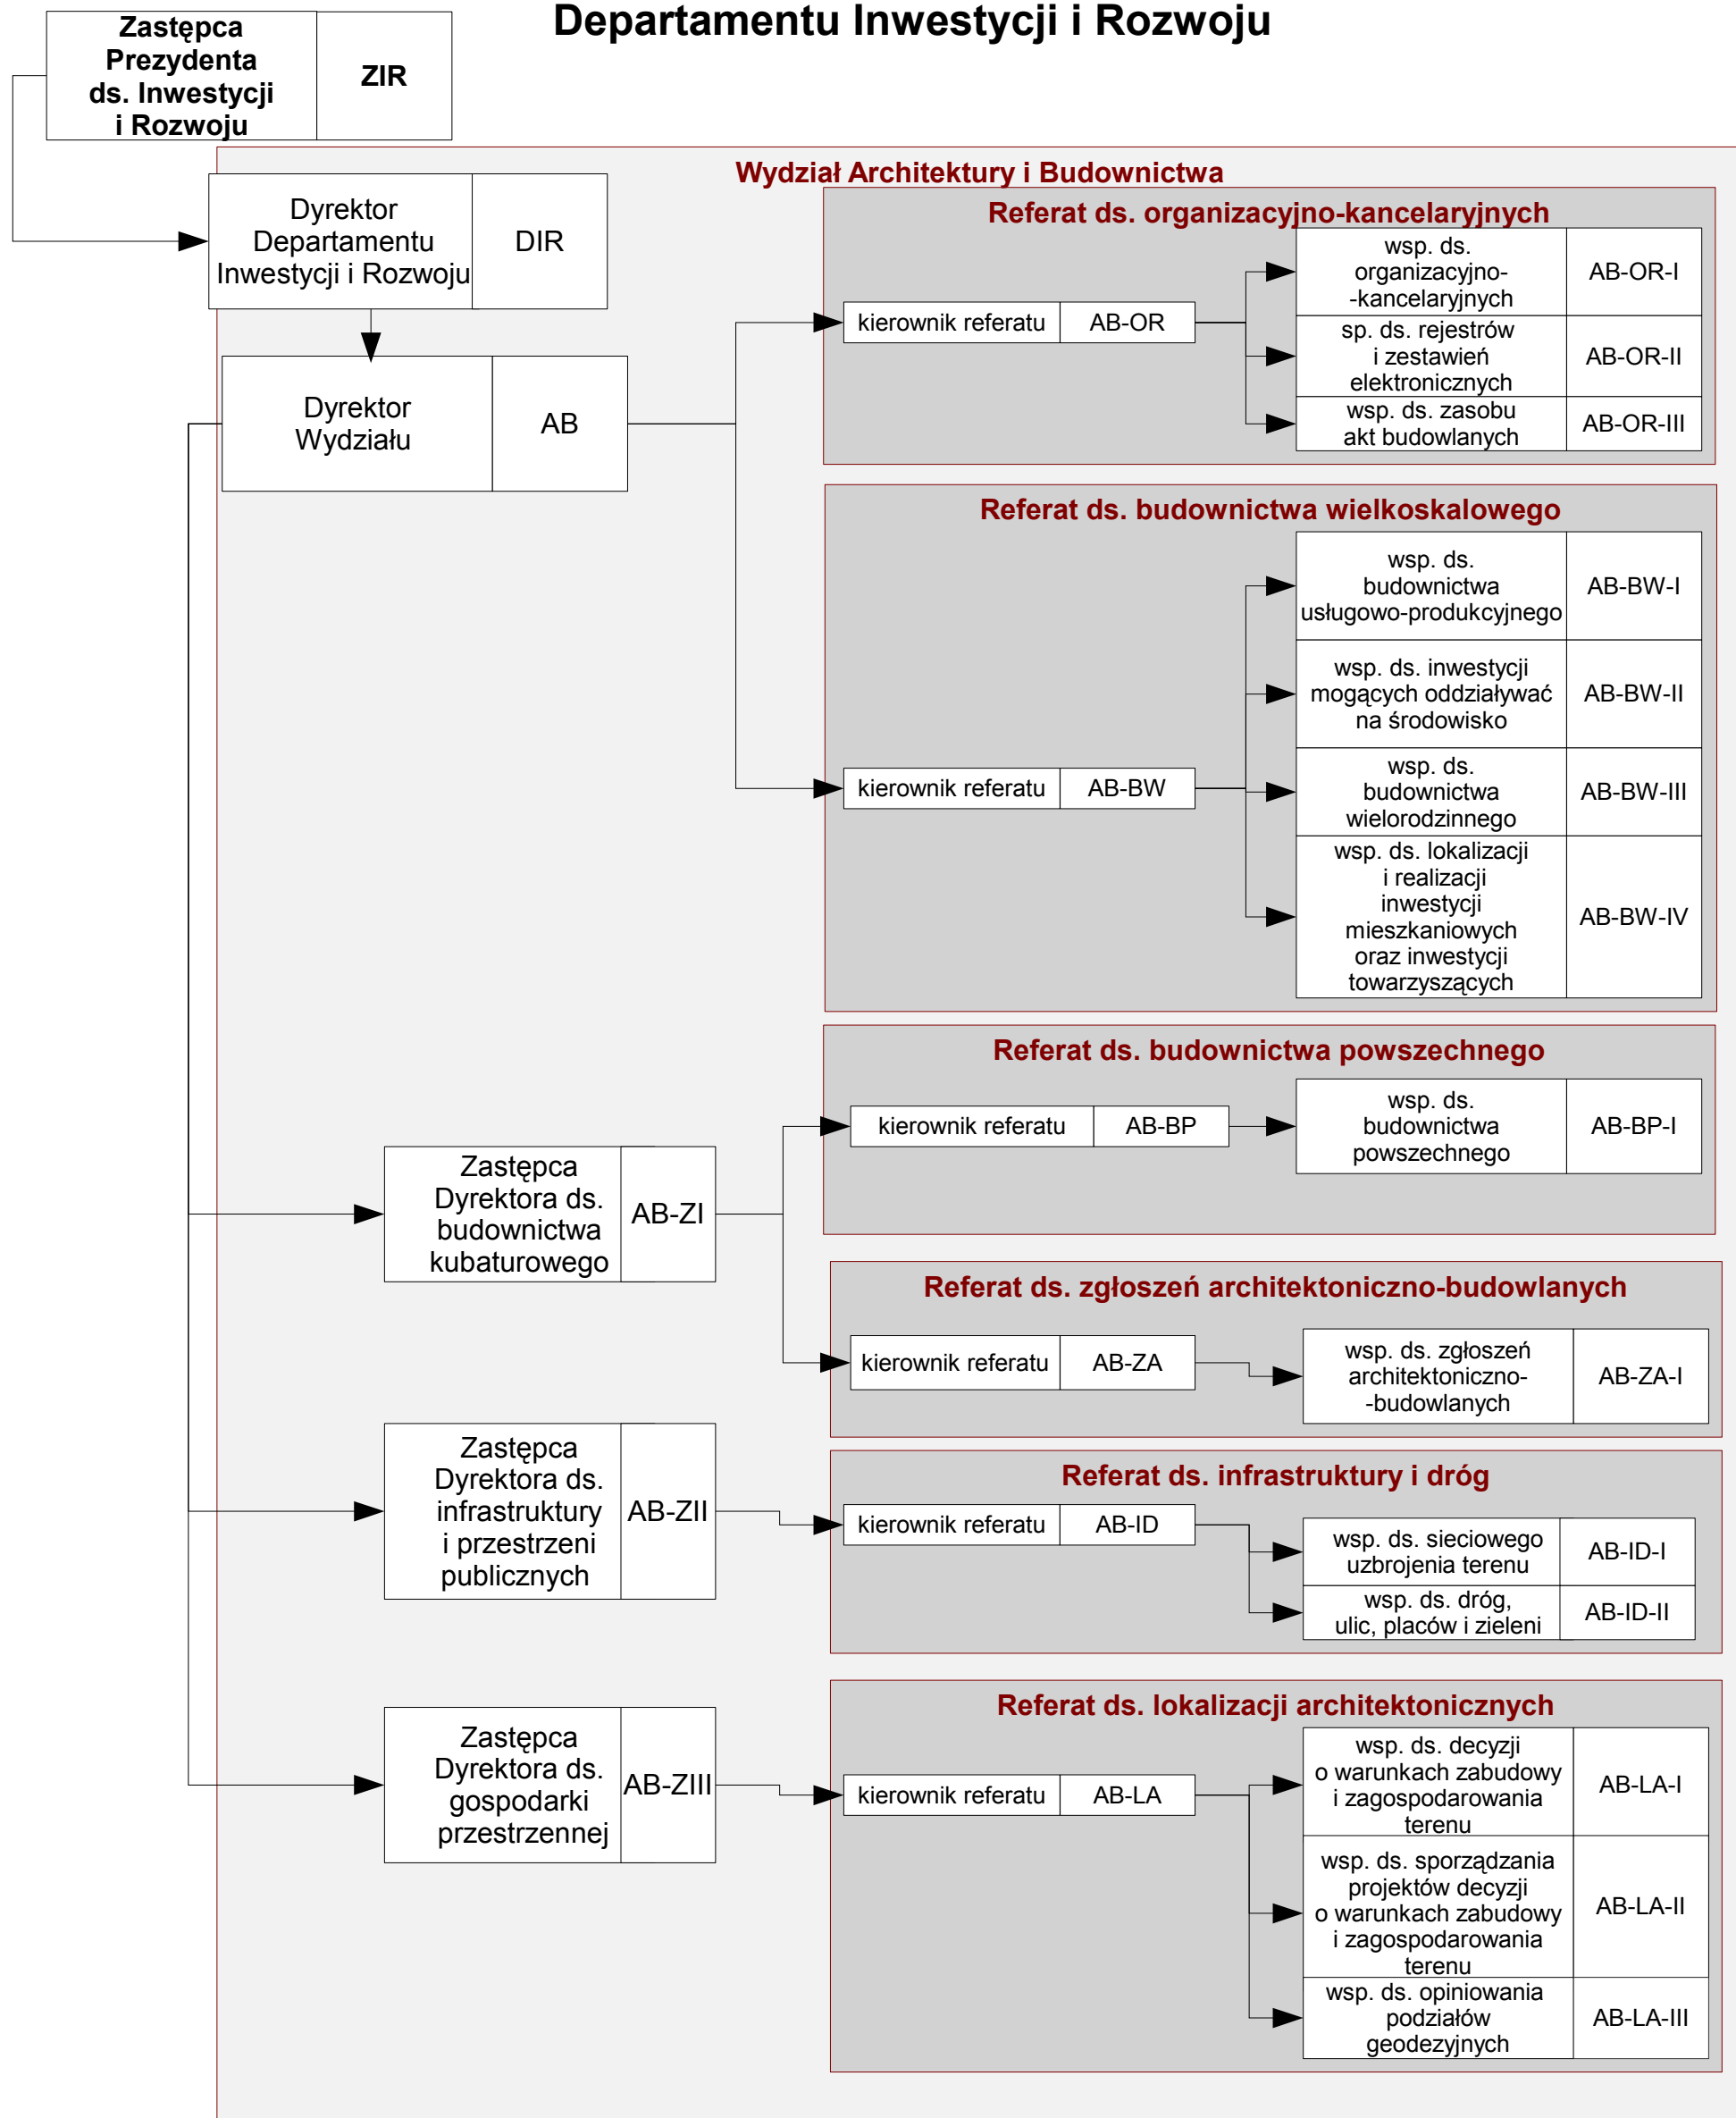 Departamentu Inwestycji i Rozwoju
Zastępca
Prezydenta
ds. Inwestycji
i Rozwoju
ZIR
Wydział Architektury i Budownictwa
Dyrektor
Departamentu
Inwestycji i Rozwoju
DIR
Dyrektor
Wydziału
AB
Referat ds. organizacyjno-kancelaryjnych
kierownik referatu
AB-OR
wsp. ds.
organizacyjno-
-kancelaryjnych
AB-OR-I
sp. ds. rejestrów
i zestawień
elektronicznych
AB-OR-II
wsp. ds. zasobu
akt budowlanych
AB-OR-III
Referat ds. budownictwa wielkoskalowego
kierownik referatu
AB-BW
wsp. ds.
budownictwa
usługowo-produkcyjnego
AB-BW-I
wsp. ds. inwestycji
mogących oddziaływać
na środowisko
AB-BW-II
wsp. ds.
budownictwa
wielorodzinnego
AB-BW-III
wsp. ds. lokalizacji
i realizacji
inwestycji
mieszkaniowych
oraz inwestycji
towarzyszących
AB-BW-IV
Zastępca
Dyrektora ds.
budownictwa
kubaturowego
AB-ZI
Referat ds. budownictwa powszechnego
kierownik referatu
AB-BP
wsp. ds.
budownictwa
powszechnego
AB-BP-I
Referat ds. zgłoszeń architektoniczno-budowlanych
kierownik referatu
AB-ZA
wsp. ds. zgłoszeń
architektoniczno-
-budowlanych
AB-ZA-I
Zastępca
Dyrektora ds.
infrastruktury
i przestrzeni
publicznych
AB-ZII
Referat ds. infrastruktury i dróg
kierownik referatu
AB-ID
wsp. ds. sieciowego
uzbrojenia terenu
AB-ID-I
wsp. ds. dróg,
ulic, placów i zieleni
AB-ID-II
Zastępca
Dyrektora ds.
gospodarki
przestrzennej
AB-ZIII
Referat ds. lokalizacji architektonicznych
kierownik referatu
AB-LA
wsp. ds. decyzji
o warunkach zabudowy
i zagospodarowania
terenu
AB-LA-I
wsp. ds. sporządzania
projektów decyzji
o warunkach zabudowy
i zagospodarowania
terenu
AB-LA-II
wsp. ds. opiniowania
podziałów
geodezyjnych
AB-LA-III